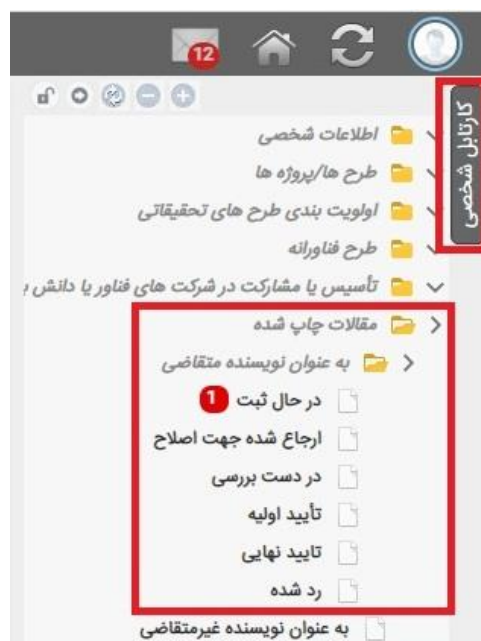 12
کارتابل شخصی
اطلاعات شخصی
طرح ها/پروژه ها
اولویت بندی طرح های تحقیقاتی
طرح فناورانه
تأسیس یا مشارکت در شرکت های فناور یا دانش ب
مقالات چاپ شده
به عنوان نویسنده متقاضی
در حال ثبت 1
ارجاع شده جهت اصلاح
در دست بررسی
تأیید اولیه
تایید نهایی
رد شده
به عنوان نویسنده غیرمتقاضی